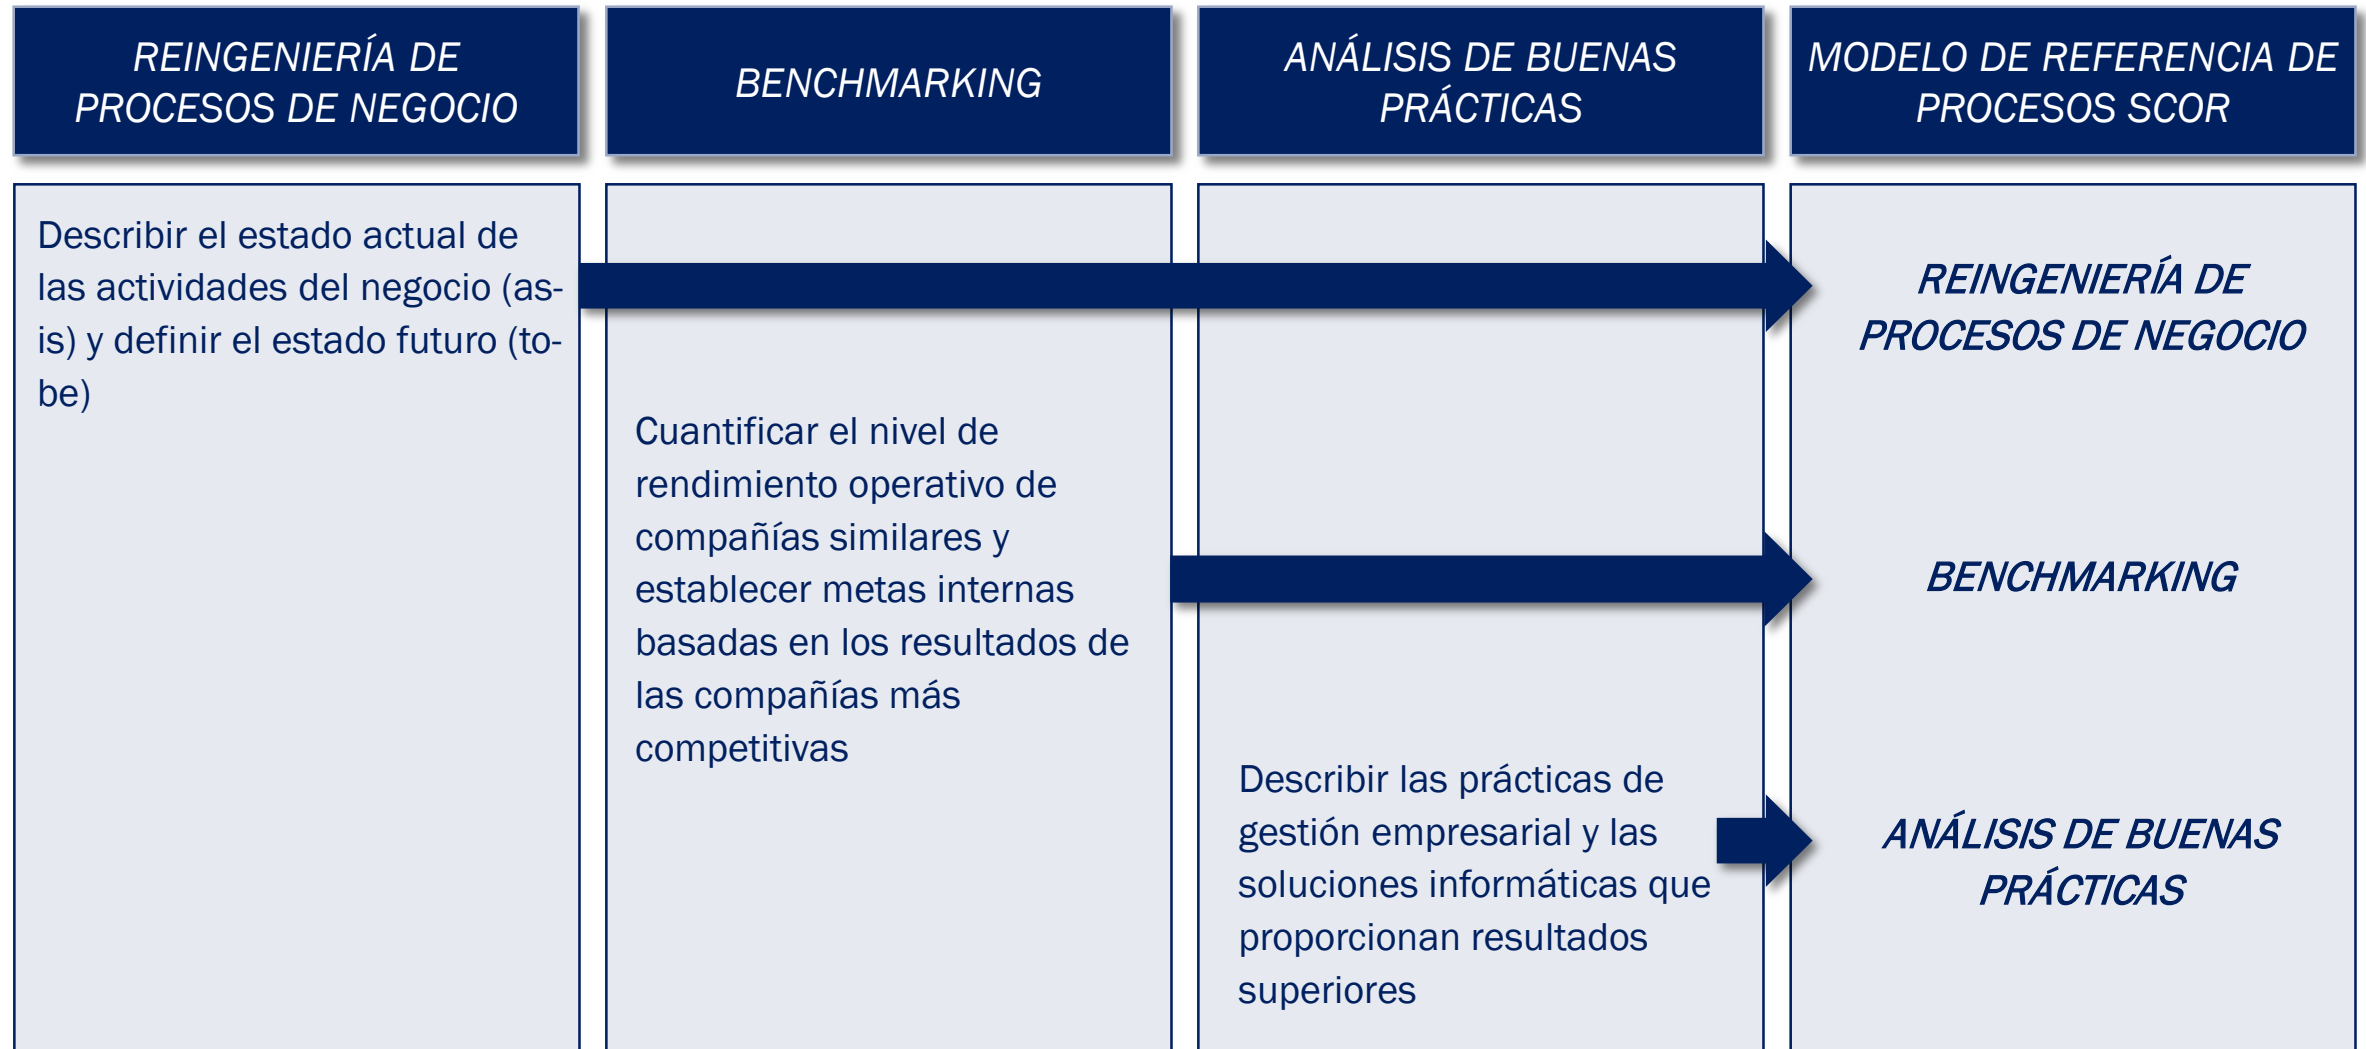 REINGENIERÍA DE
PROCESOS DE NEGOCIO
BENCHMARKING
ANÁLISIS DE BUENAS
PRÁCTICAS
MODELO DE REFERENCIA DE
PROCESOS SCOR
Describir el estado actual de
las actividades del negocio (as-
is) y definir el estado futuro (to-
be)
Cuantificar el nivel de
rendimiento operativo de
compañías similares y
establecer metas internas
basadas en los resultados de
las compañías más
competitivas
Describir las prácticas de
gestión empresarial y las
soluciones informáticas que
proporcionan resultados
superiores
REINGENIERÍA DE
PROCESOS DE NEGOCIO
BENCHMARKING
ANÁLISIS DE BUENAS
PRÁCTICAS